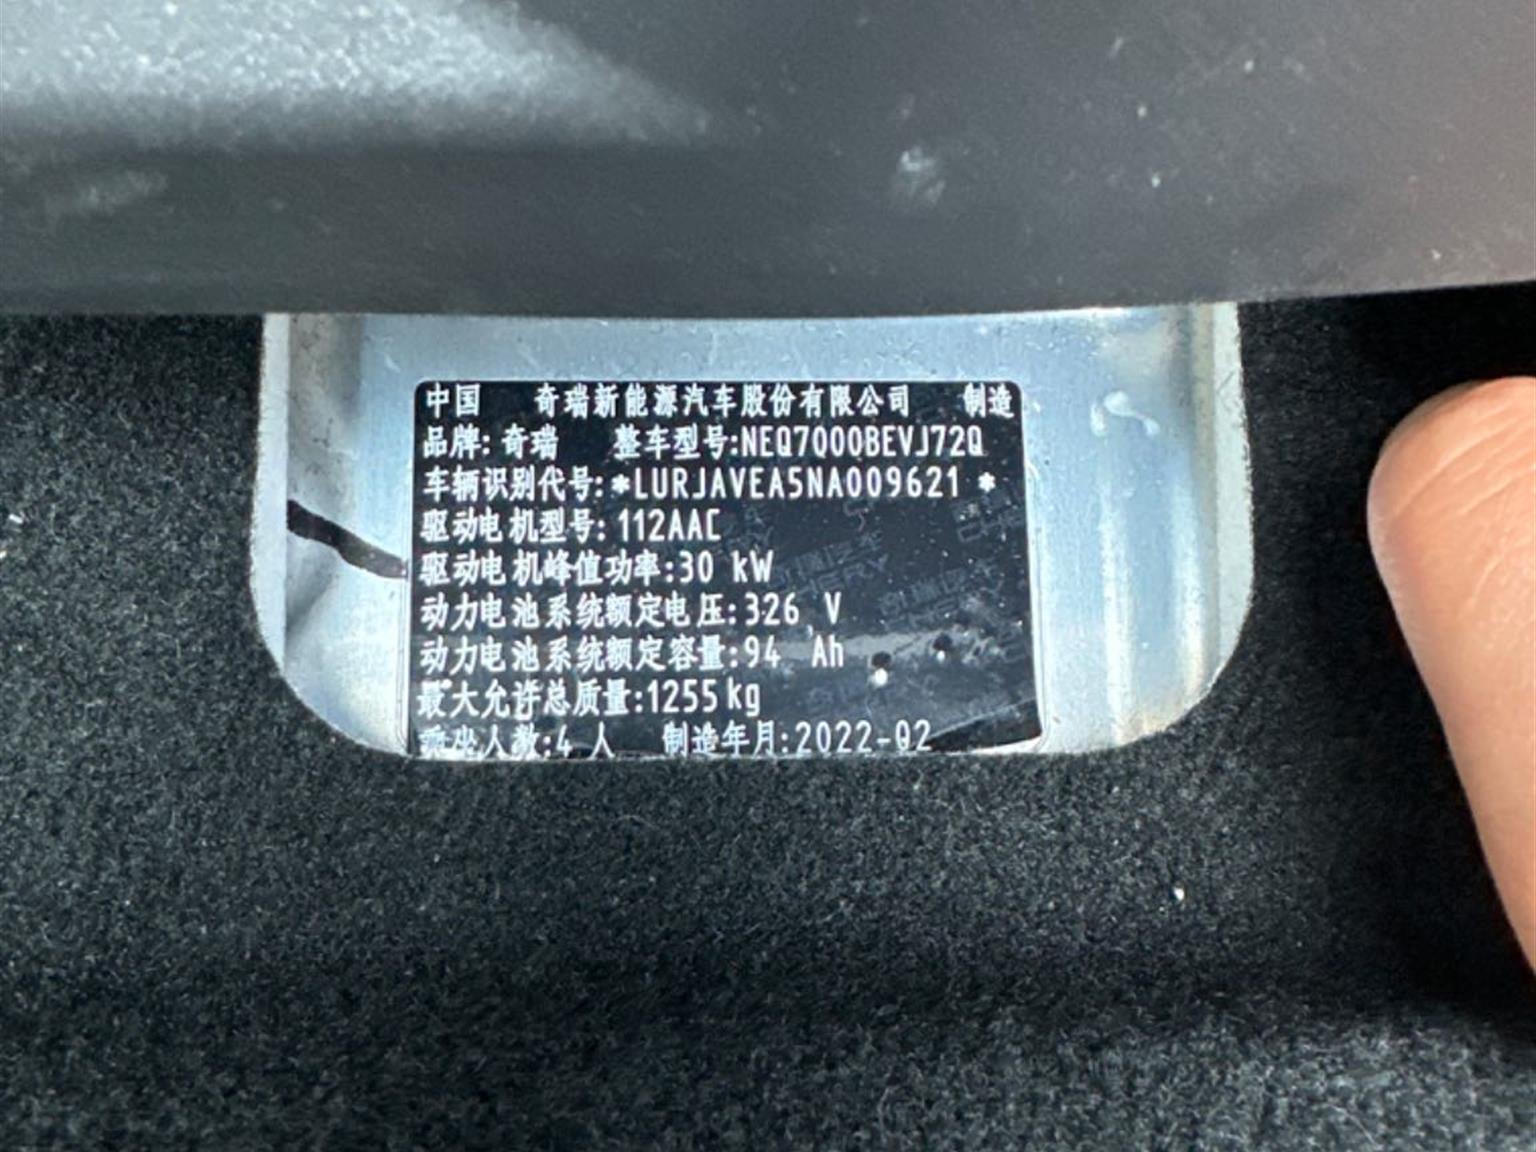 中国 奇瑞新能源汽车股份有限公司 制造
品牌: 奇瑞 整车型号:NEQ7000BEVJ72Q
车辆识别代号:*LURJAVEA5NA009621*
驱动电机型号: 112AAC
驱动电机峰值功率:30 kW
动力电池系统额定电压:326 V
动力电池系统额定容量:94 Ah
最大允许总质量:1255kg
乘坐人数:4 人 制造年月:2022-02